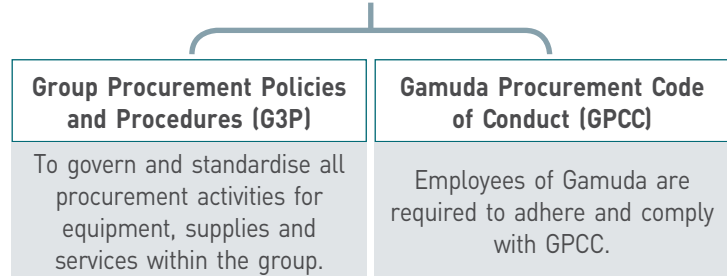 Group Procurement Policies
and Procedures (G3P)
To govern and standardise all
procurement activities for
equipment, supplies and
services within the group.
Gamuda Procurement Code
of Conduct (GPCC)
Employees of Gamuda are
required to adhere and comply
with GPCC.